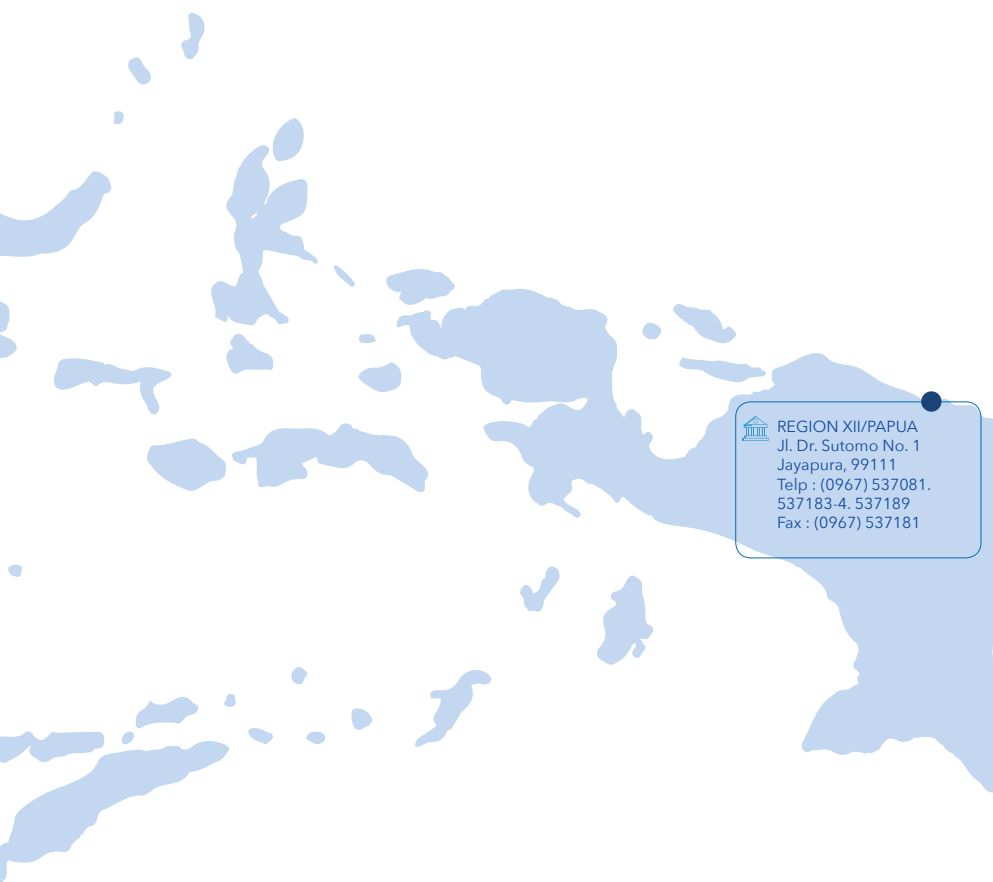 REGION XII/PAPUA
Jl. Dr. Sutomo No. 1
Jayapura, 99111
Telp : (0967) 537081.
537183-4. 537189
Fax : (0967) 537181